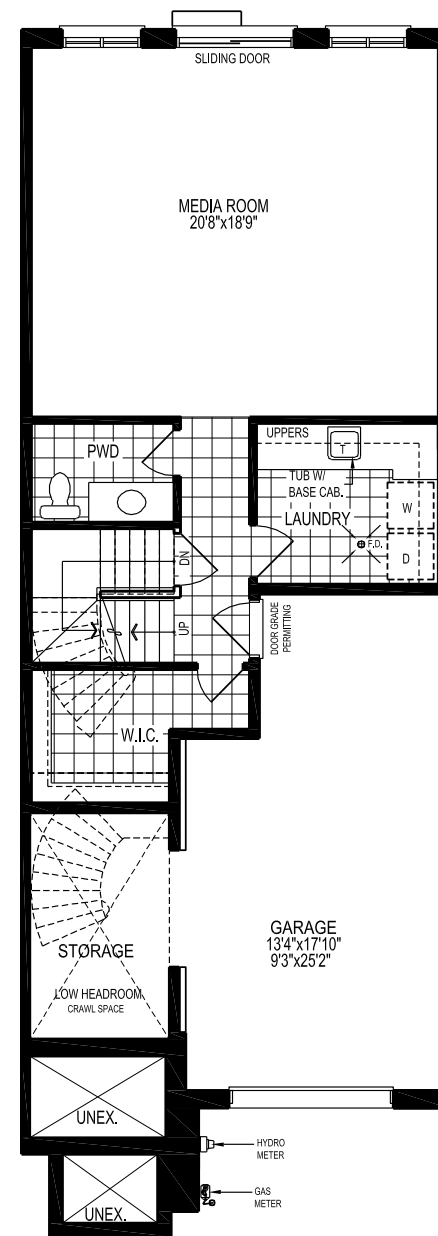 SLIDING DOOR
MEDIA ROOM
20'8"x18'9"
PWD
UPPERS
T
TUB W/
BASE CAB.
LAUNDRY
W
F.D.
D
DN
UP
DOOR GRADE
PERMITTING
W.I.C.
STORAGE
LOW HEADROOM
CRAWL SPACE
GARAGE
13'4"x17'10"
9'3"x25'2"
UNEX.
HYDRO
METER
GAS
METER
UNEX.